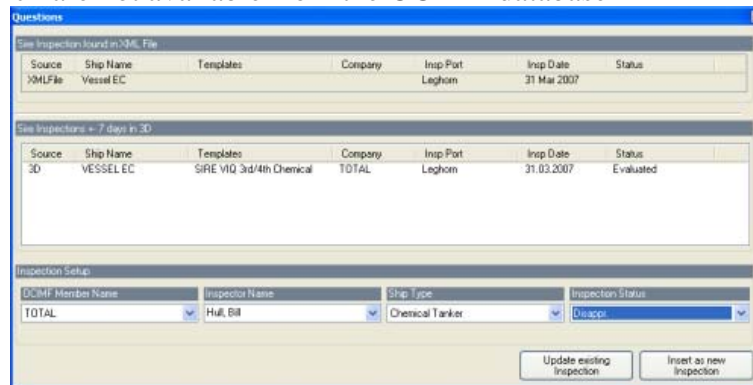 Questions
Sire Inspection found in XML File
Source Ship Name Templates Company Insp Port Insp Date Status
XMLFile Vessel EC Leghorn 31 Mar 2007
Sire Inspections +- 7 days in 3D
Source Ship Name Templates Company Insp Port Insp Date Status
3D VESSEL EC SIRE VIQ 3rd/4th Chemical TOTAL Leghorn 31.03.2007 Evaluated
Inspection Setup
OCIMF Member Name Inspector Name Ship Type Inspection Status
TOTAL Hull, Bill Chemical Tanker Disappr.
Update existing Insert as new
Inspection Inspection